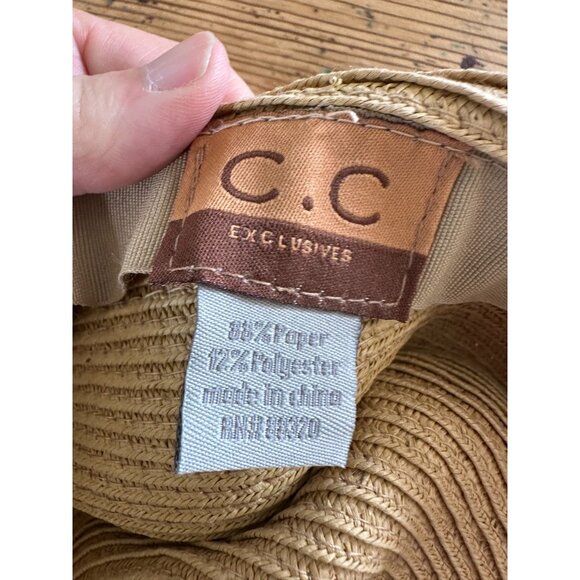 C.C
EXCLUSIVES
88% Paper
12% Polyester
made in china
RN# 88320